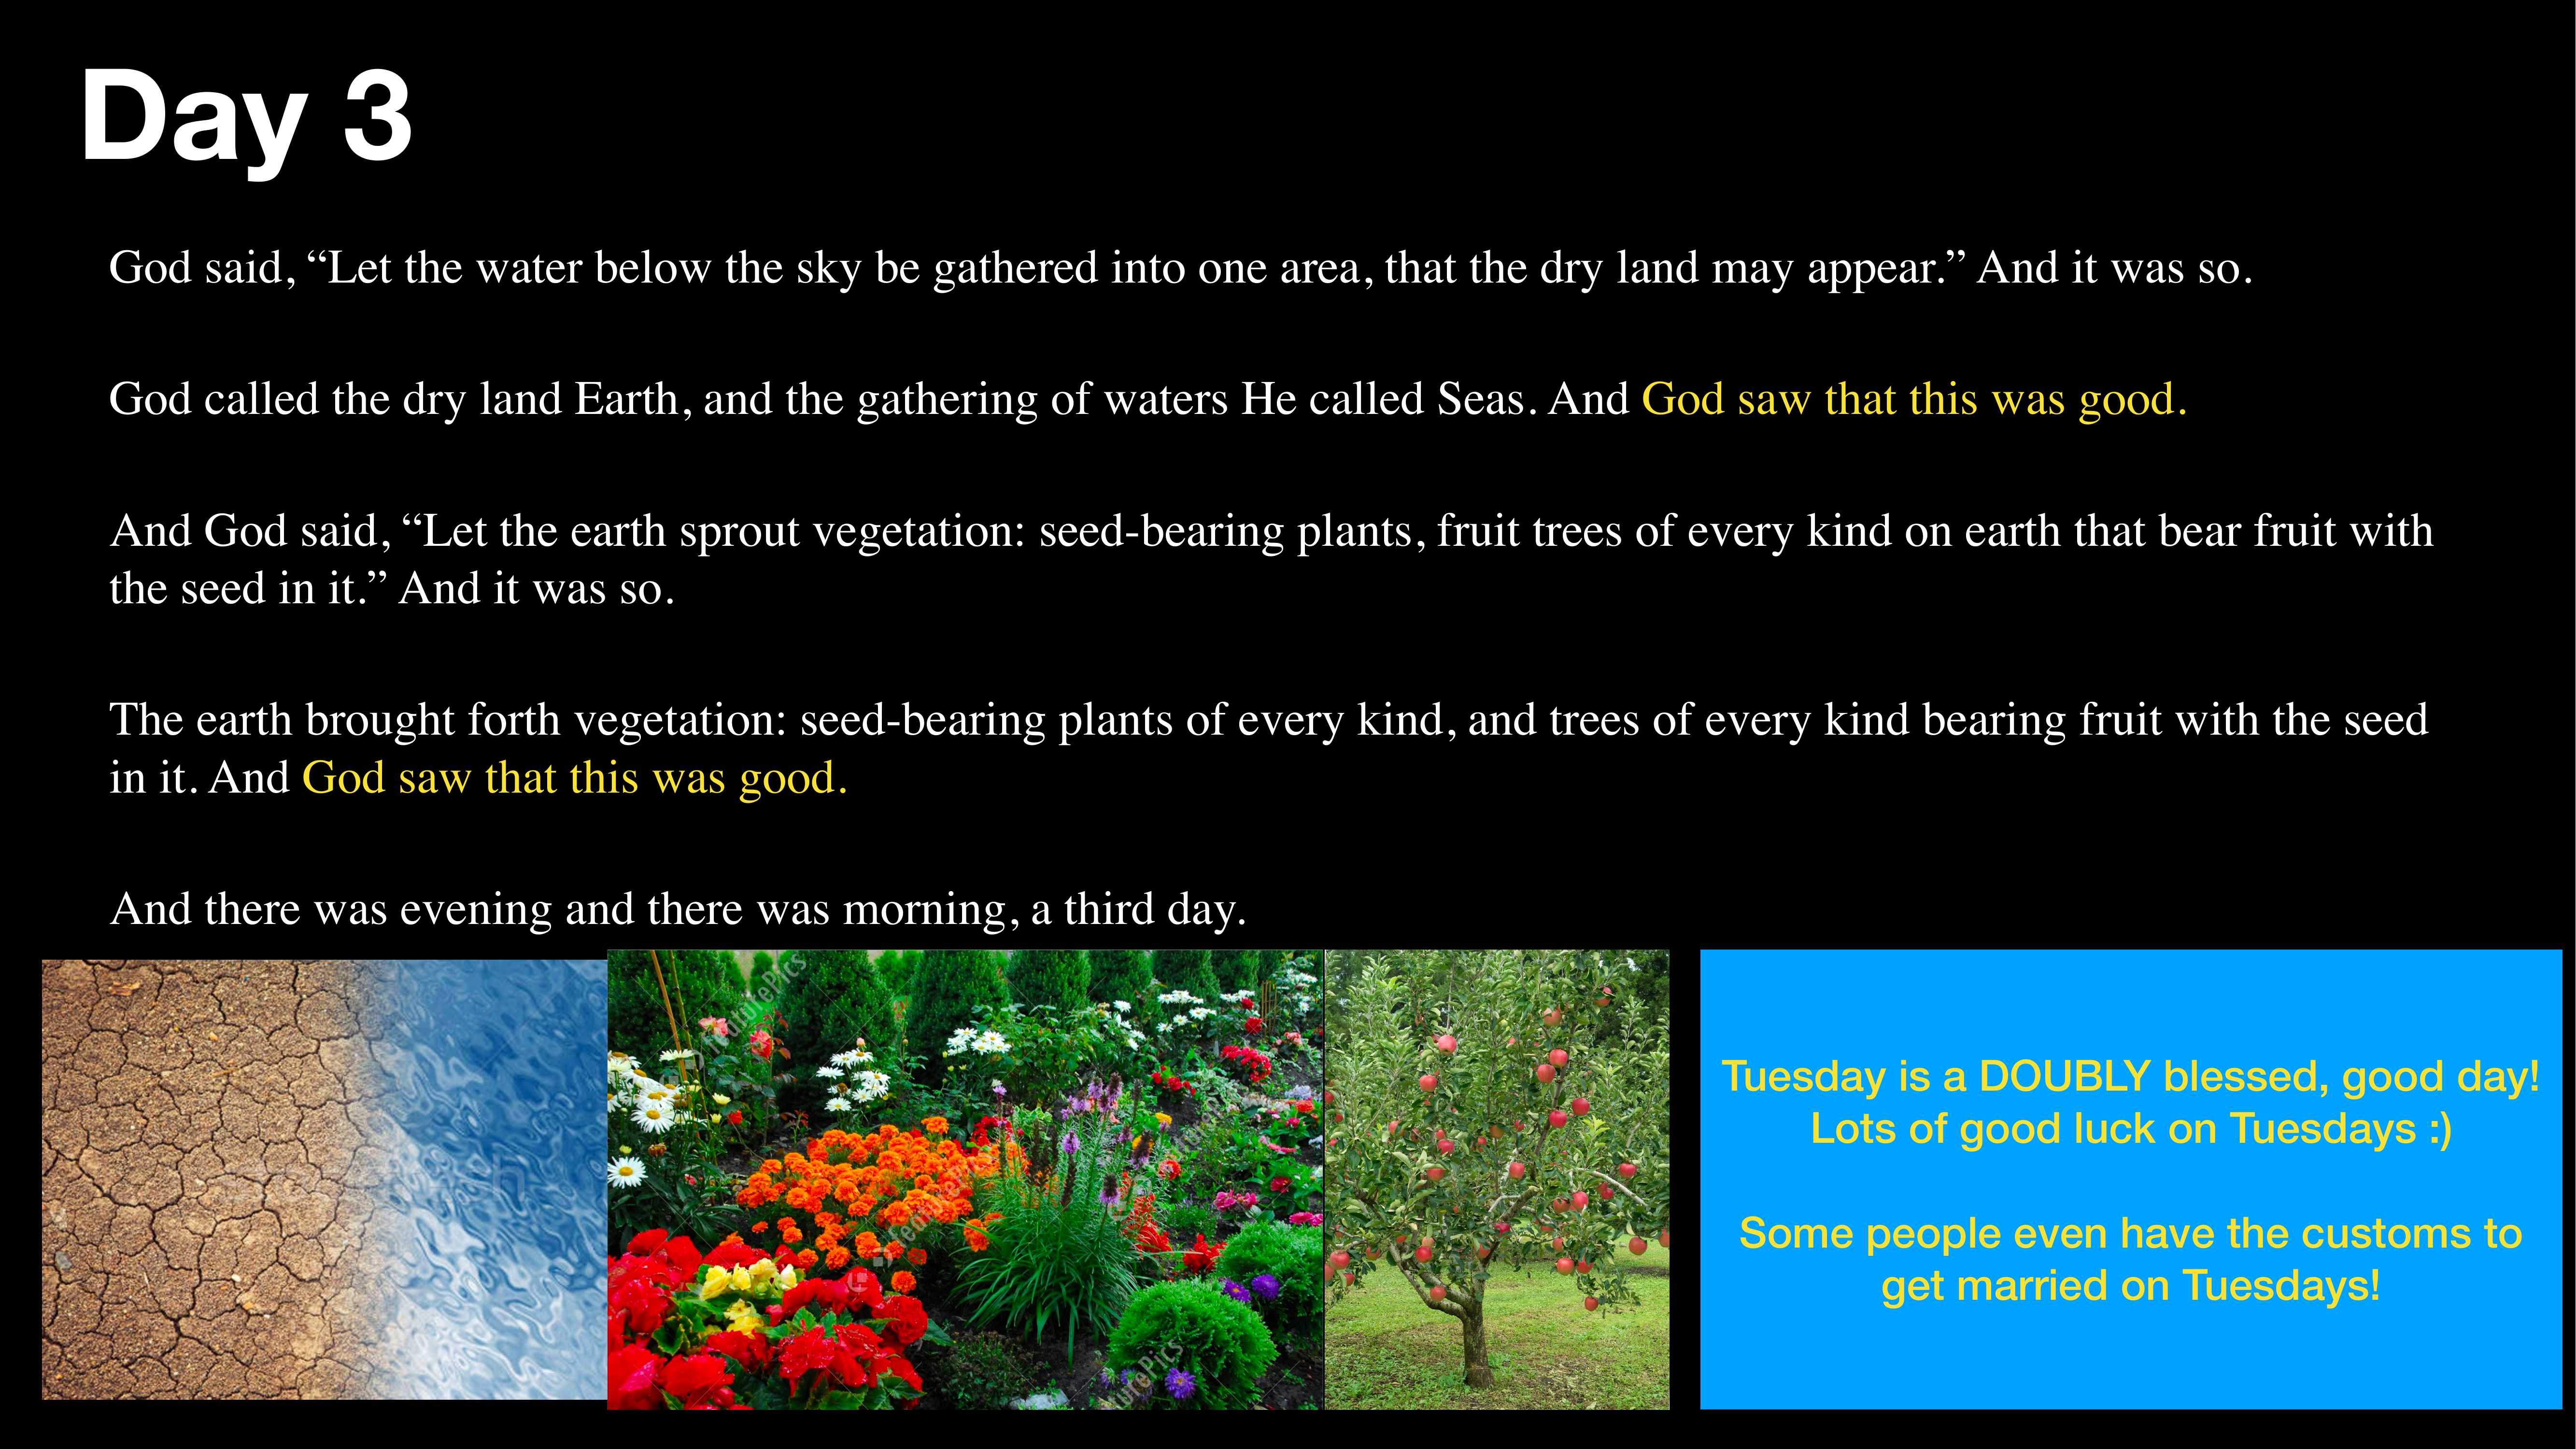 Day 3
God said, “Let the water below the sky be gathered into one area, that the dry land may appear.” And it was so.
God called the dry land Earth, and the gathering of waters He called Seas. And God saw that this was good.
And God said, “Let the earth sprout vegetation: seed-bearing plants, fruit trees of every kind on earth that bear fruit with
the seed in it.” And it was so.
The earth brought forth vegetation: seed-bearing plants of every kind, and trees of every kind bearing fruit with the seed
in it. And God saw that this was good.
And there was evening and there was morning, a third day.
Tuesday is a DOUBLY blessed, good day!
Lots of good luck on Tuesdays :)
Some people even have the customs to
get married on Tuesdays!